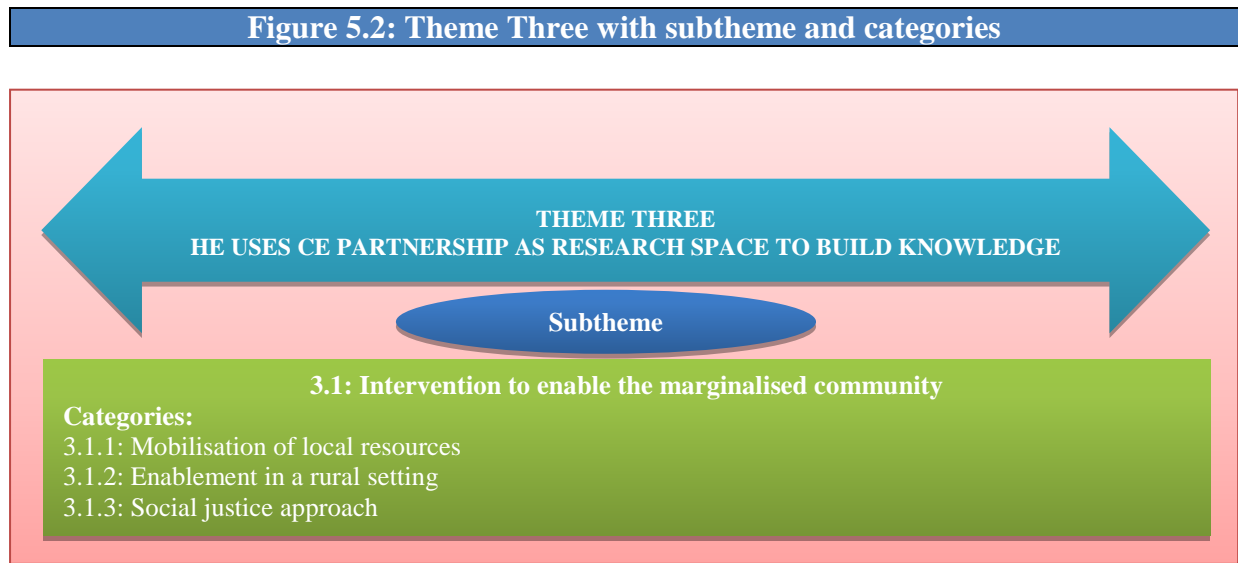 Figure 5.2: Theme Three with subtheme and categories
THEME THREE
HE USES CE PARTNERSHIP AS RESEARCH SPACE TO BUILD KNOWLEDGE
Subtheme
3.1: Intervention to enable the marginalised community
Categories:
3.1.1: Mobilisation of local resources
3.1.2: Enablement in a rural setting
3.1.3: Social justice approach